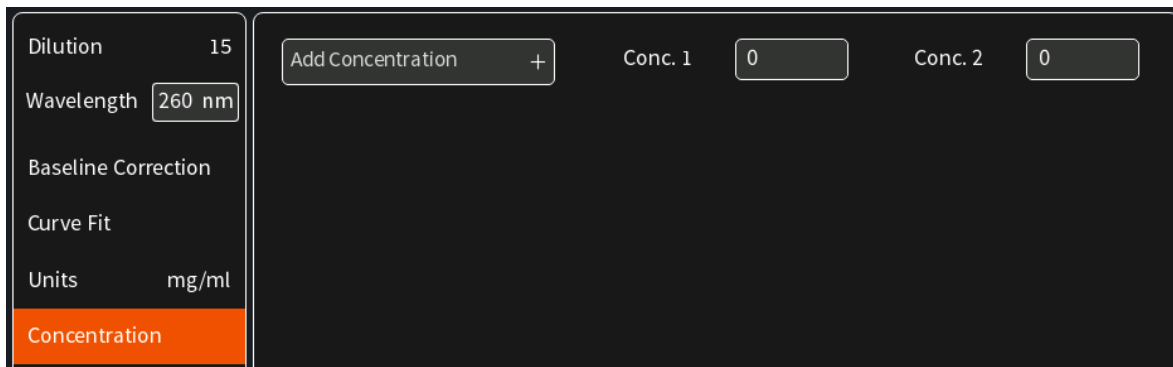 Dilution 15
Wavelength 260 nm
Baseline Correction
Curve Fit
Units mg/ml
Concentration
Add Concentration + Conc. 1 0 Conc. 2 0